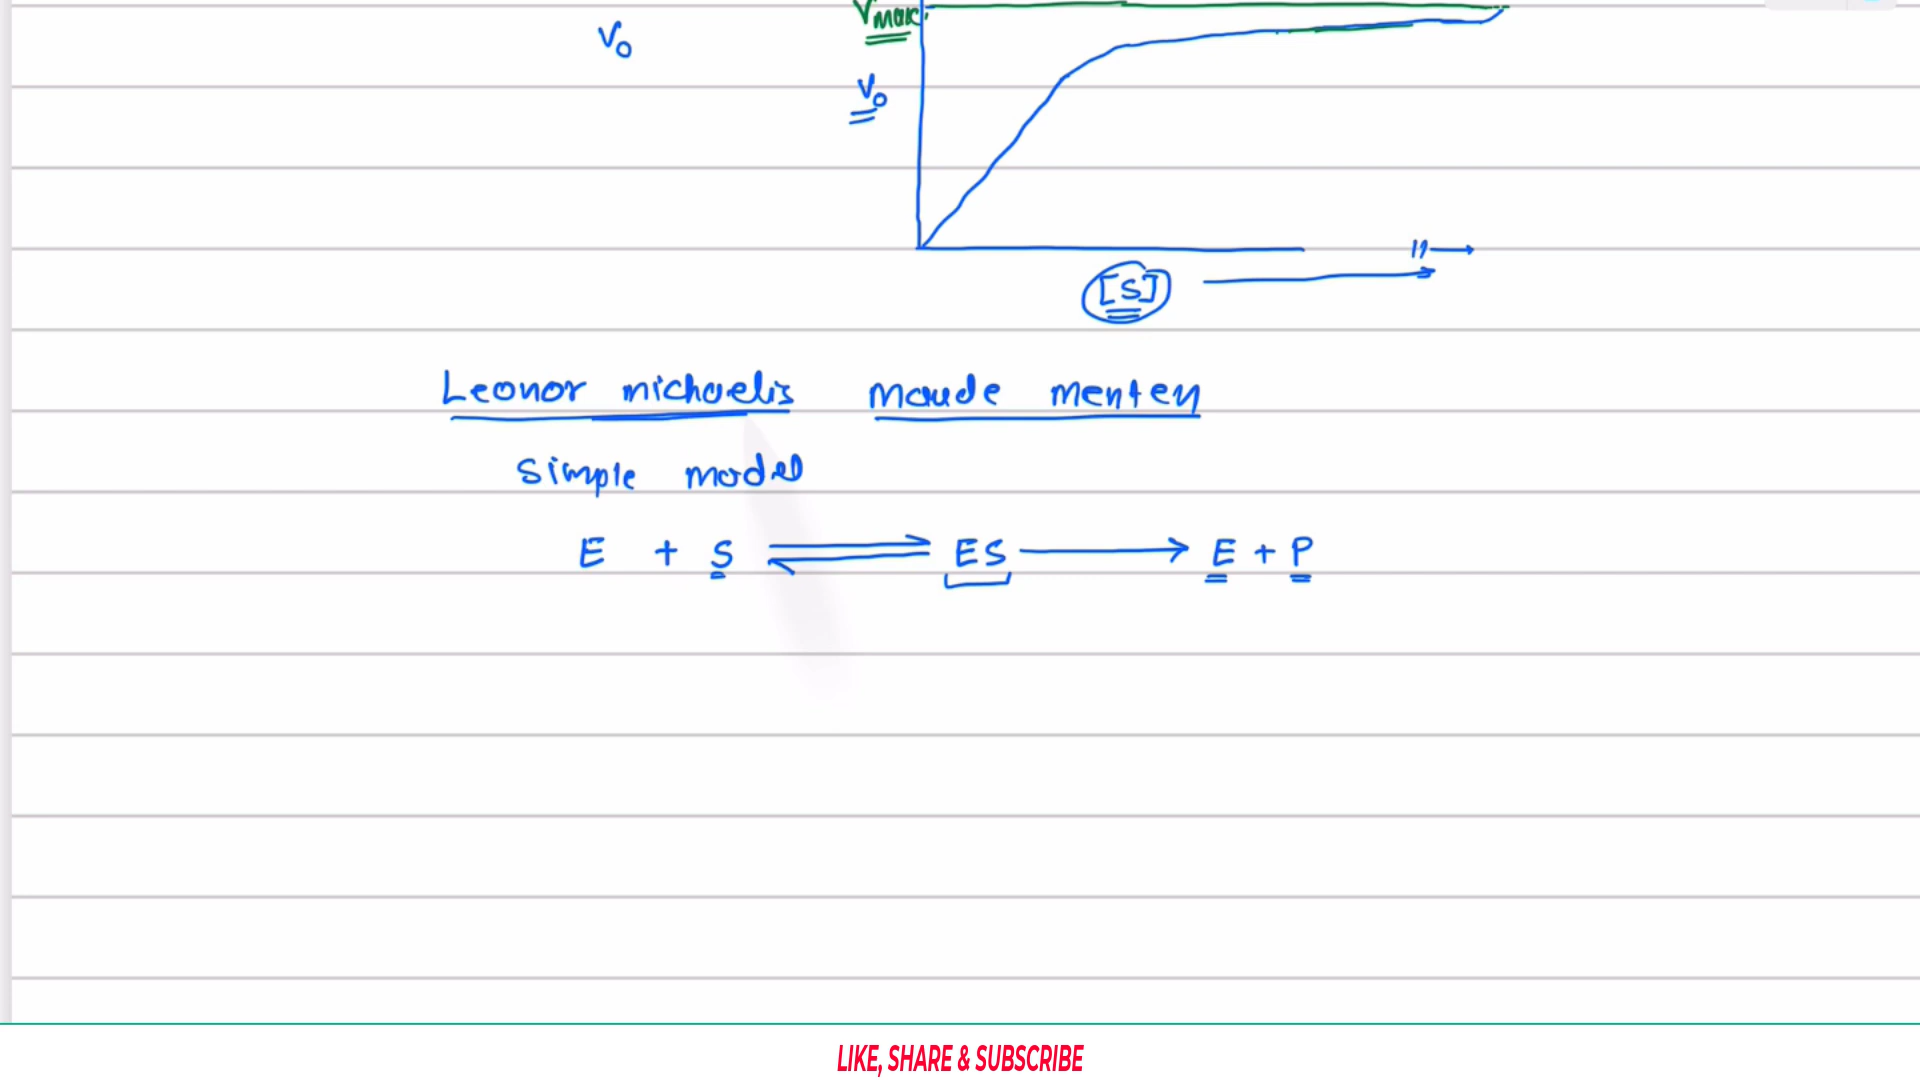 Vmax.
V₀
V₀
[S]
Leonor michaelis maude menten
Simple model
E + S ⇌ ES ⟶ E + P
LIKE, SHARE & SUBSCRIBE